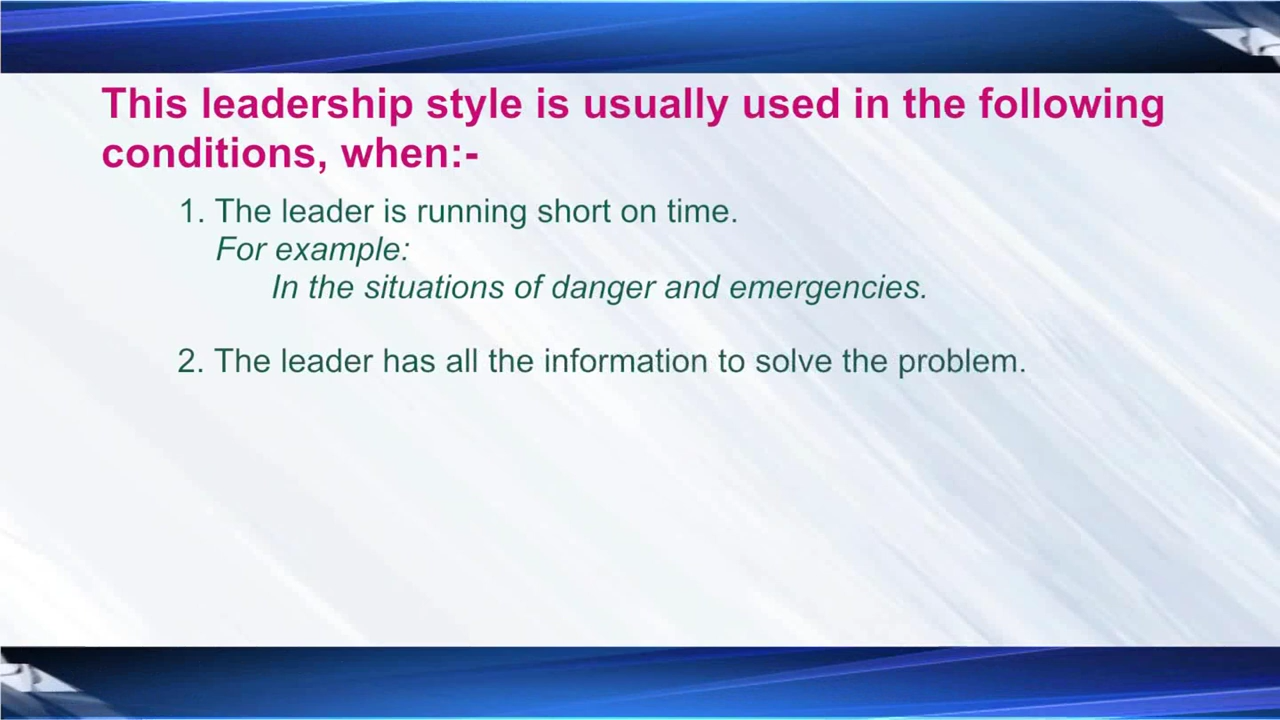 This leadership style is usually used in the following
conditions, when:-
1. The leader is running short on time.
For example:
In the situations of danger and emergencies.
2. The leader has all the information to solve the problem.